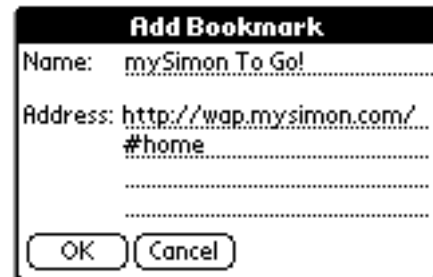 Add Bookmark
Name: mySimon To Go!
Address: http://wap.mysimon.com/
#home
OK Cancel